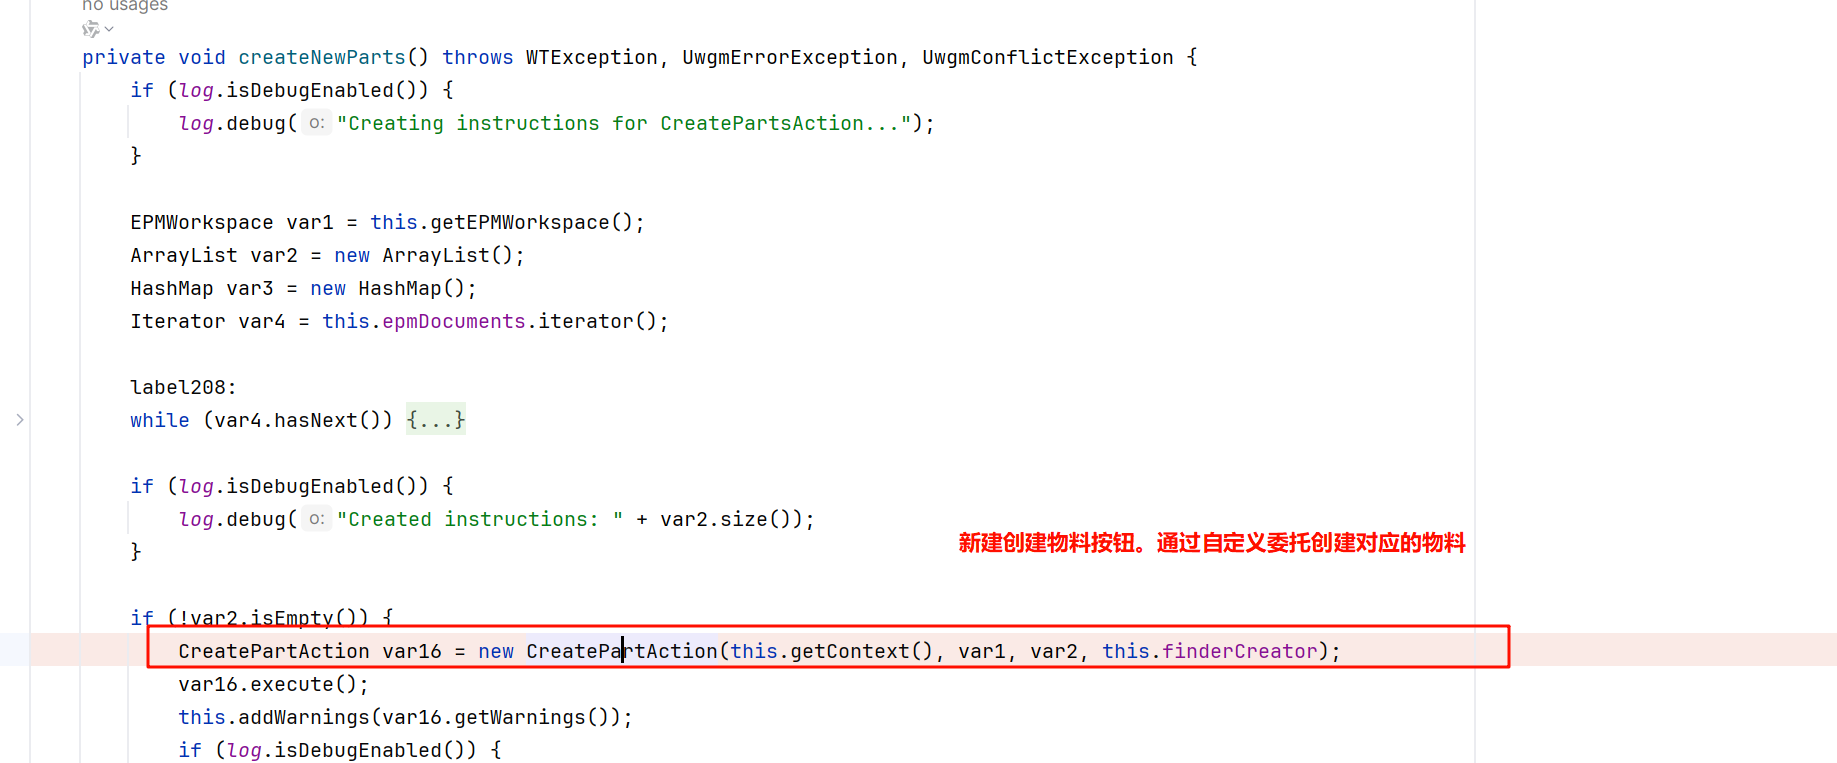 no usages
private void createNewParts() throws WTException, UwgmErrorException, UwgmConflictException {
if (log.isDebugEnabled()) {
log.debug( o: "Creating instructions for CreatePartsAction...");
}
EPMWorkspace var1 = this.getEPMWorkspace();
ArrayList var2 = new ArrayList();
HashMap var3 = new HashMap();
Iterator var4 = this.epmDocuments.iterator();
label208:
while (var4.hasNext()) {...}
if (log.isDebugEnabled()) {
log.debug( o: "Created instructions: " + var2.size());
新建创建物料按钮。通过自定义委托创建对应的物料
}
if (!var2.isEmpty()) {
CreatePartAction var16 = new CreatePartAction(this.getContext(), var1, var2, this.finderCreator);
var16.execute();
this.addWarnings(var16.getWarnings());
if (log.isDebugEnabled()) {